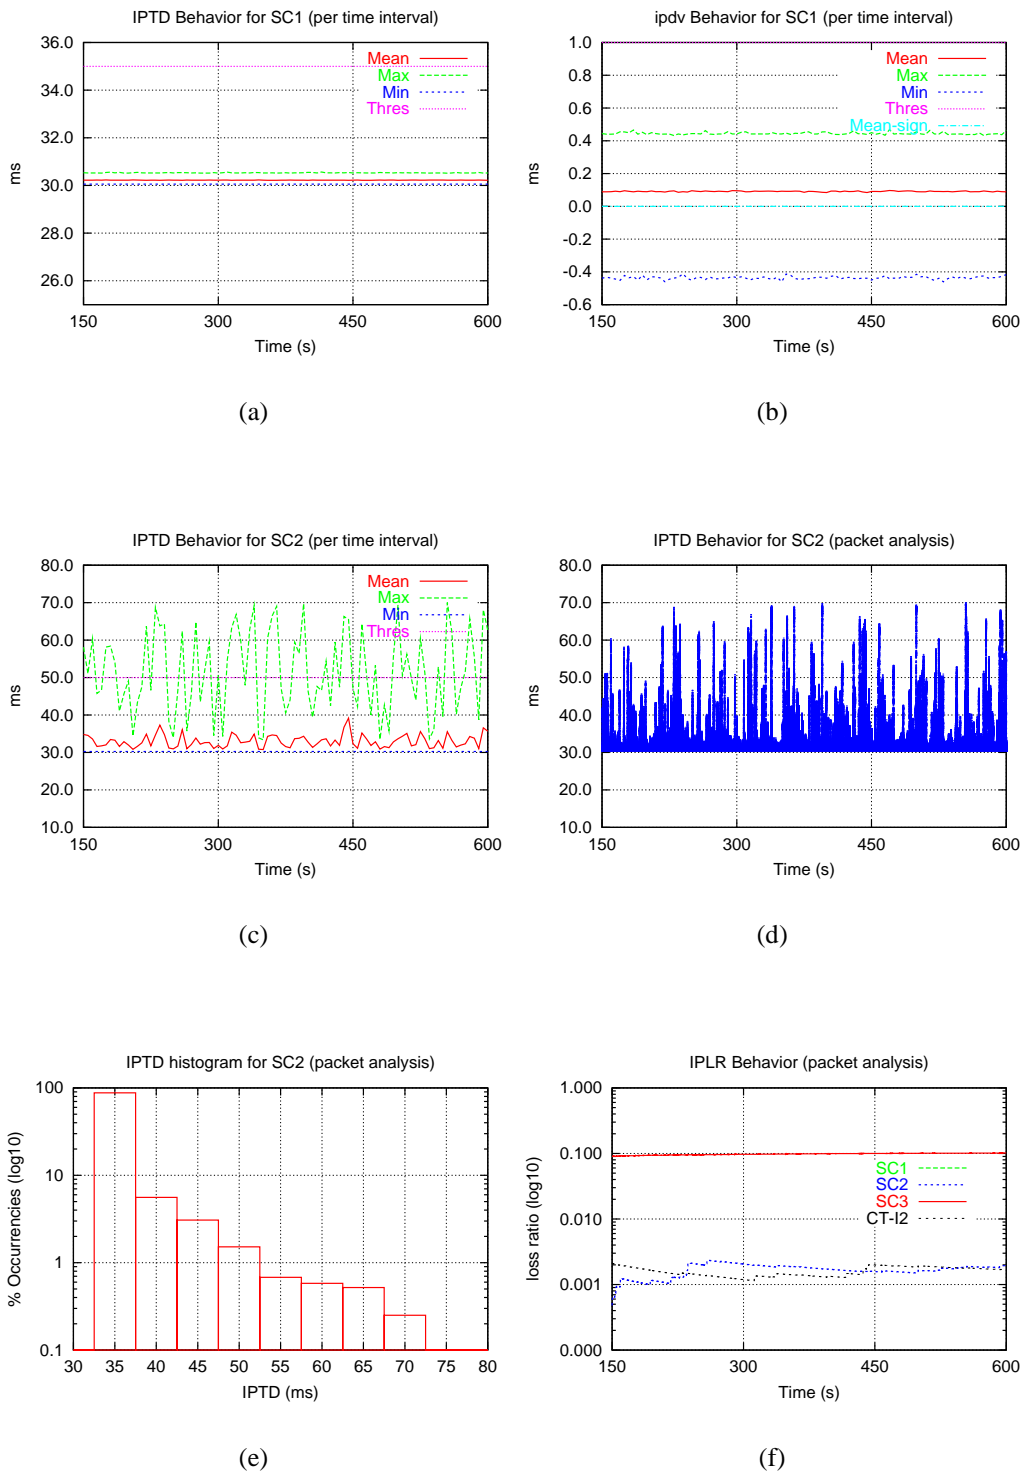 IPTD Behavior for SC1 (per time interval)
36.0
34.0
32.0
30.0
28.0
26.0
ms
Mean
Max
Min
Thres
150 300 450 600
Time (s)
(a)
ipdv Behavior for SC1 (per time interval)
1.0
0.8
0.6
0.4
0.2
0.0
-0.2
-0.4
-0.6
ms
Mean
Max
Min
Thres
Mean-sign
150 300 450 600
Time (s)
(b)
IPTD Behavior for SC2 (per time interval)
80.0
70.0
60.0
50.0
40.0
30.0
20.0
10.0
ms
Mean
Max
Min
Thres
150 300 450 600
Time (s)
(c)
IPTD Behavior for SC2 (packet analysis)
80.0
70.0
60.0
50.0
40.0
30.0
20.0
10.0
ms
150 300 450 600
Time (s)
(d)
IPTD histogram for SC2 (packet analysis)
100
10
1
0.1
% Occurrencies (log10)
30 35 40 45 50 55 60 65 70 75 80
IPTD (ms)
(e)
IPLR Behavior (packet analysis)
1.000
0.100
0.010
0.001
0.000
loss ratio (log10)
SC1
SC2
SC3
CT-I2
150 300 450 600
Time (s)
(f)